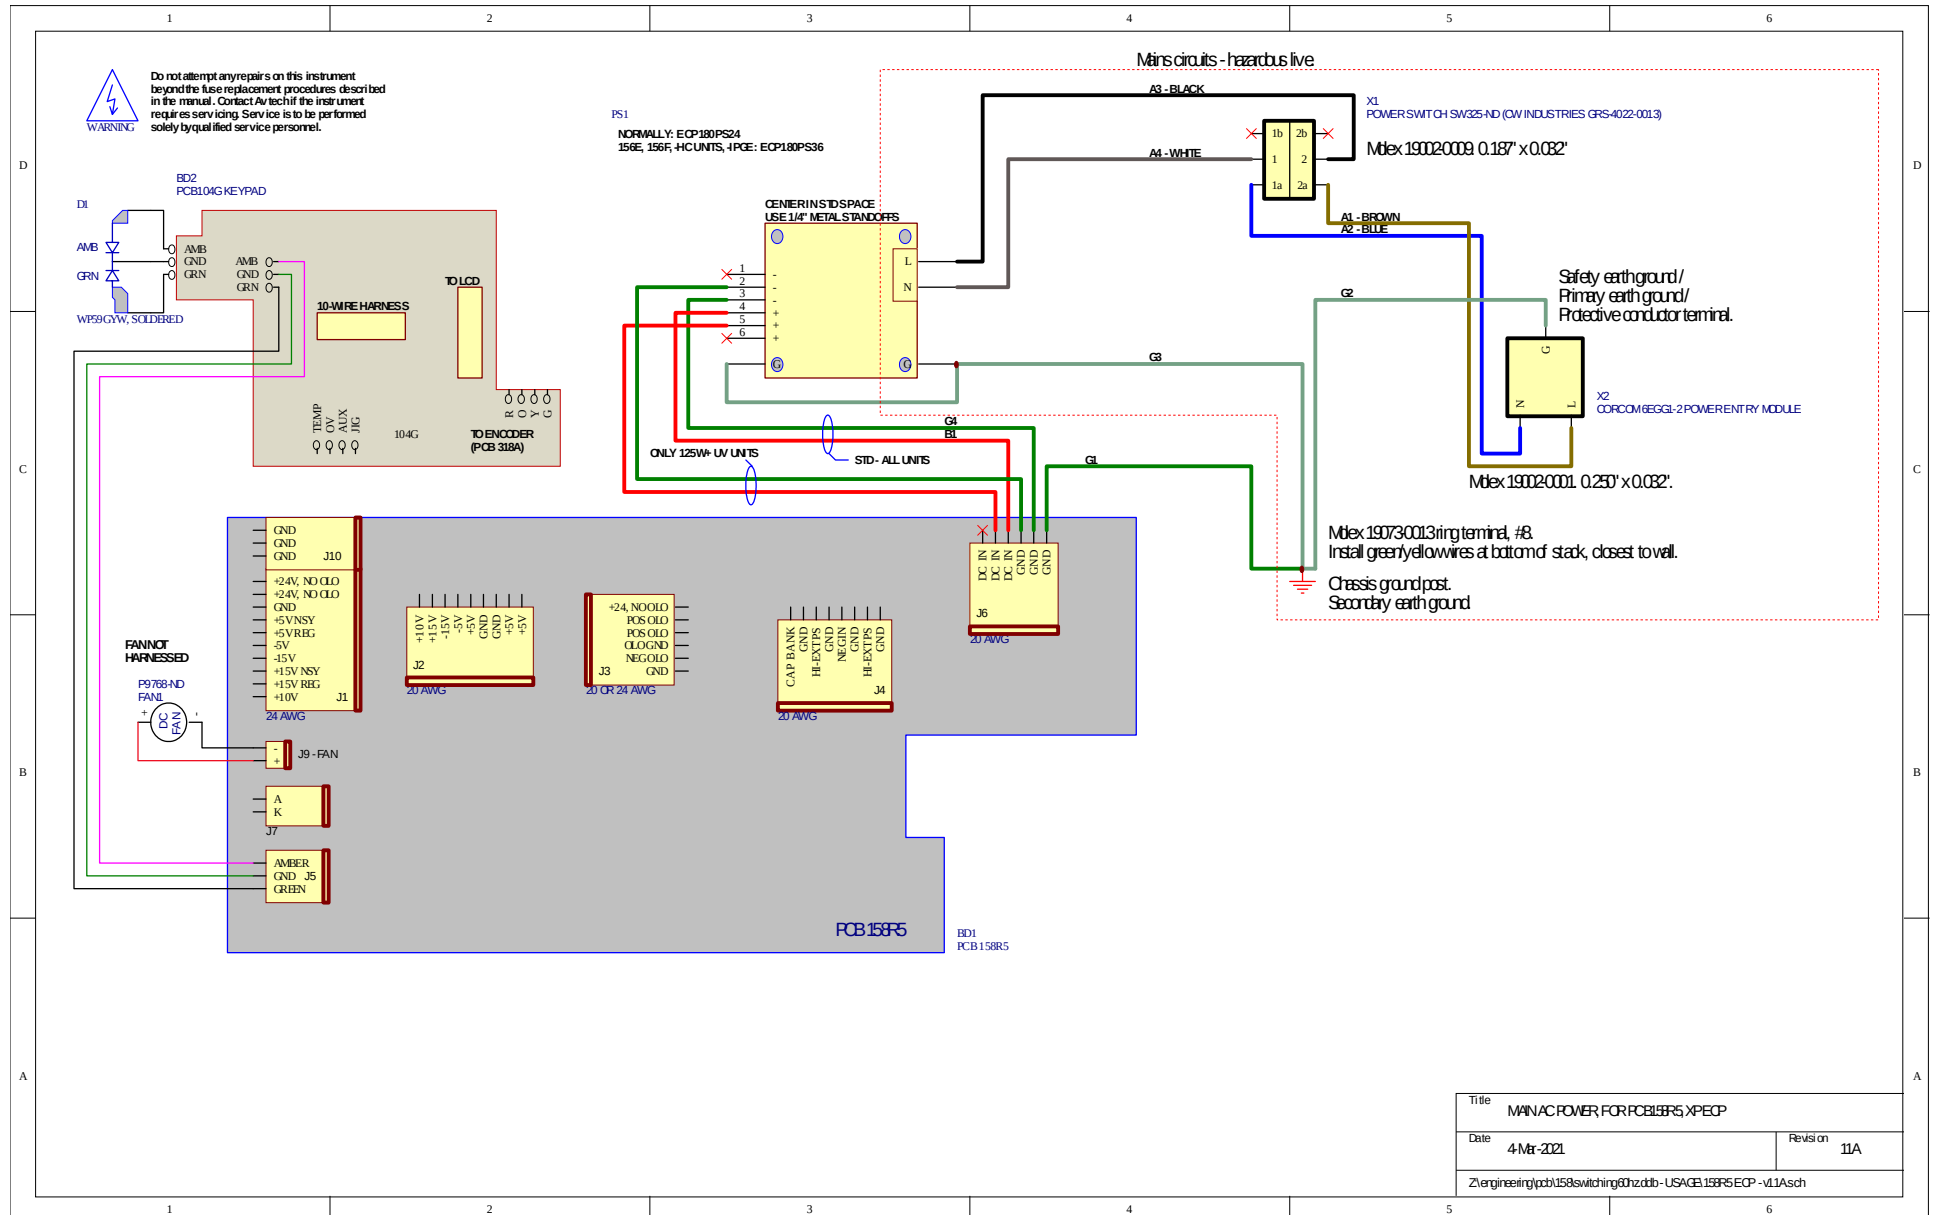 1 2 3 4 5 6
Mains circuits - hazardous live.
Do not attempt any repairs on this instrument
beyond the fuse replacement procedures described
in the manual. Contact Avtech if the instrument
requires servicing. Service is to be performed
solely by qualified service personnel.
WARNING
PS1
NORMALLY: ECP180PS24
156E, 156F, -HC UNITS, -IPGE: ECP180PS36
A3 - BLACK
X1
POWER SWITCH SW325-ND (CW INDUSTRIES GRS-4022-0013)
Molex 19002-0009. 0.187" x 0.032"
1b 2b
1 2
1a 2a
A4 - WHITE
A1 - BROWN
A2 - BLUE
D
D
BD2
PCB104G KEYPAD
D1
AMB
GRN
WP59GYW, SOLDERED
AMB
GND
GRN
AMB
GND
GRN
10-WIRE HARNESS
TO LCD
TEMP
OV
AUX
JIG
104G
R
O
Y
G
TO ENCODER
(PCB 318A)
CENTER IN STD SPACE
USE 1/4" METAL STANDOFFS
1 -
2 -
3 -
4 +
5 +
6 +
L
N
G
G
Safety earth ground /
Primary earth ground /
Protective conductor terminal.
G2
G3
G
N
L
X2
CORCOM 6EGG1-2 POWER ENTRY MODULE
Molex 19002-0001. 0.250" x 0.032".
G4
B1
ONLY 125W+ UV UNITS
STD - ALL UNITS
G1
C
C
Molex 19073-0013 ring terminal, #8.
Install green/yellow wires at bottom of stack, closest to wall.
Chassis ground post.
Secondary earth ground.
GND
GND
GND
J10
+24V, NO OLO
+24V, NO OLO
GND
+5V NSY
+5V REG
-5V
-15V
+15V NSY
+15V REG
+10V
J1
24 AWG
+10V
+15V
-15V
-5V
+5V
GND
GND
+5V
+5V
J2
20 AWG
+24, NO OLO
POS OLO
POS OLO
OLO GND
NEG OLO
GND
J3
20 OR 24 AWG
CAP BANK
GND
HI-EXT PS
GND
NEG IN
GND
HI-EXT PS
GND
J4
20 AWG
DC IN
DC IN
DC IN
GND
GND
GND
J6
20 AWG
FAN NOT
HARNESSED
P9768-ND
FAN1
+ -
DC
FAN
-
+
J9 - FAN
B
B
A
K
J7
AMBER
GND
GREEN
J5
PCB 158R5
BD1
PCB 158R5
A
A
Title
MAIN AC POWER, FOR PCB158R5, XP ECP
Date
4-Mar-2021
Revision
11A
Z:\engineering\pcb\158\switching60hz.ddb - USAGE\158R5 ECP - v11A.sch
1 2 3 4 5 6